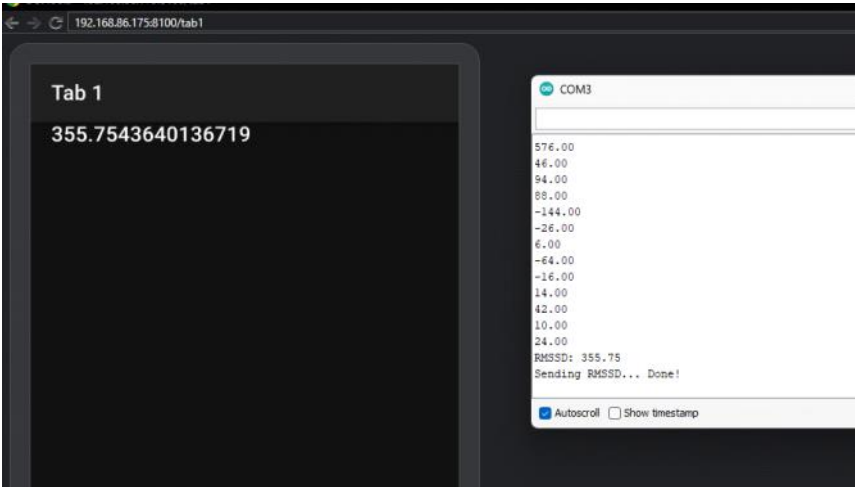 192.168.86.175:8100/tab1
Tab 1
355.7543640136719
COM3
576.00
46.00
94.00
88.00
-144.00
-26.00
6.00
-64.00
-16.00
14.00
42.00
10.00
24.00
RMSSD: 355.75
Sending RMSSD... Done!
Autoscroll Show timestamp